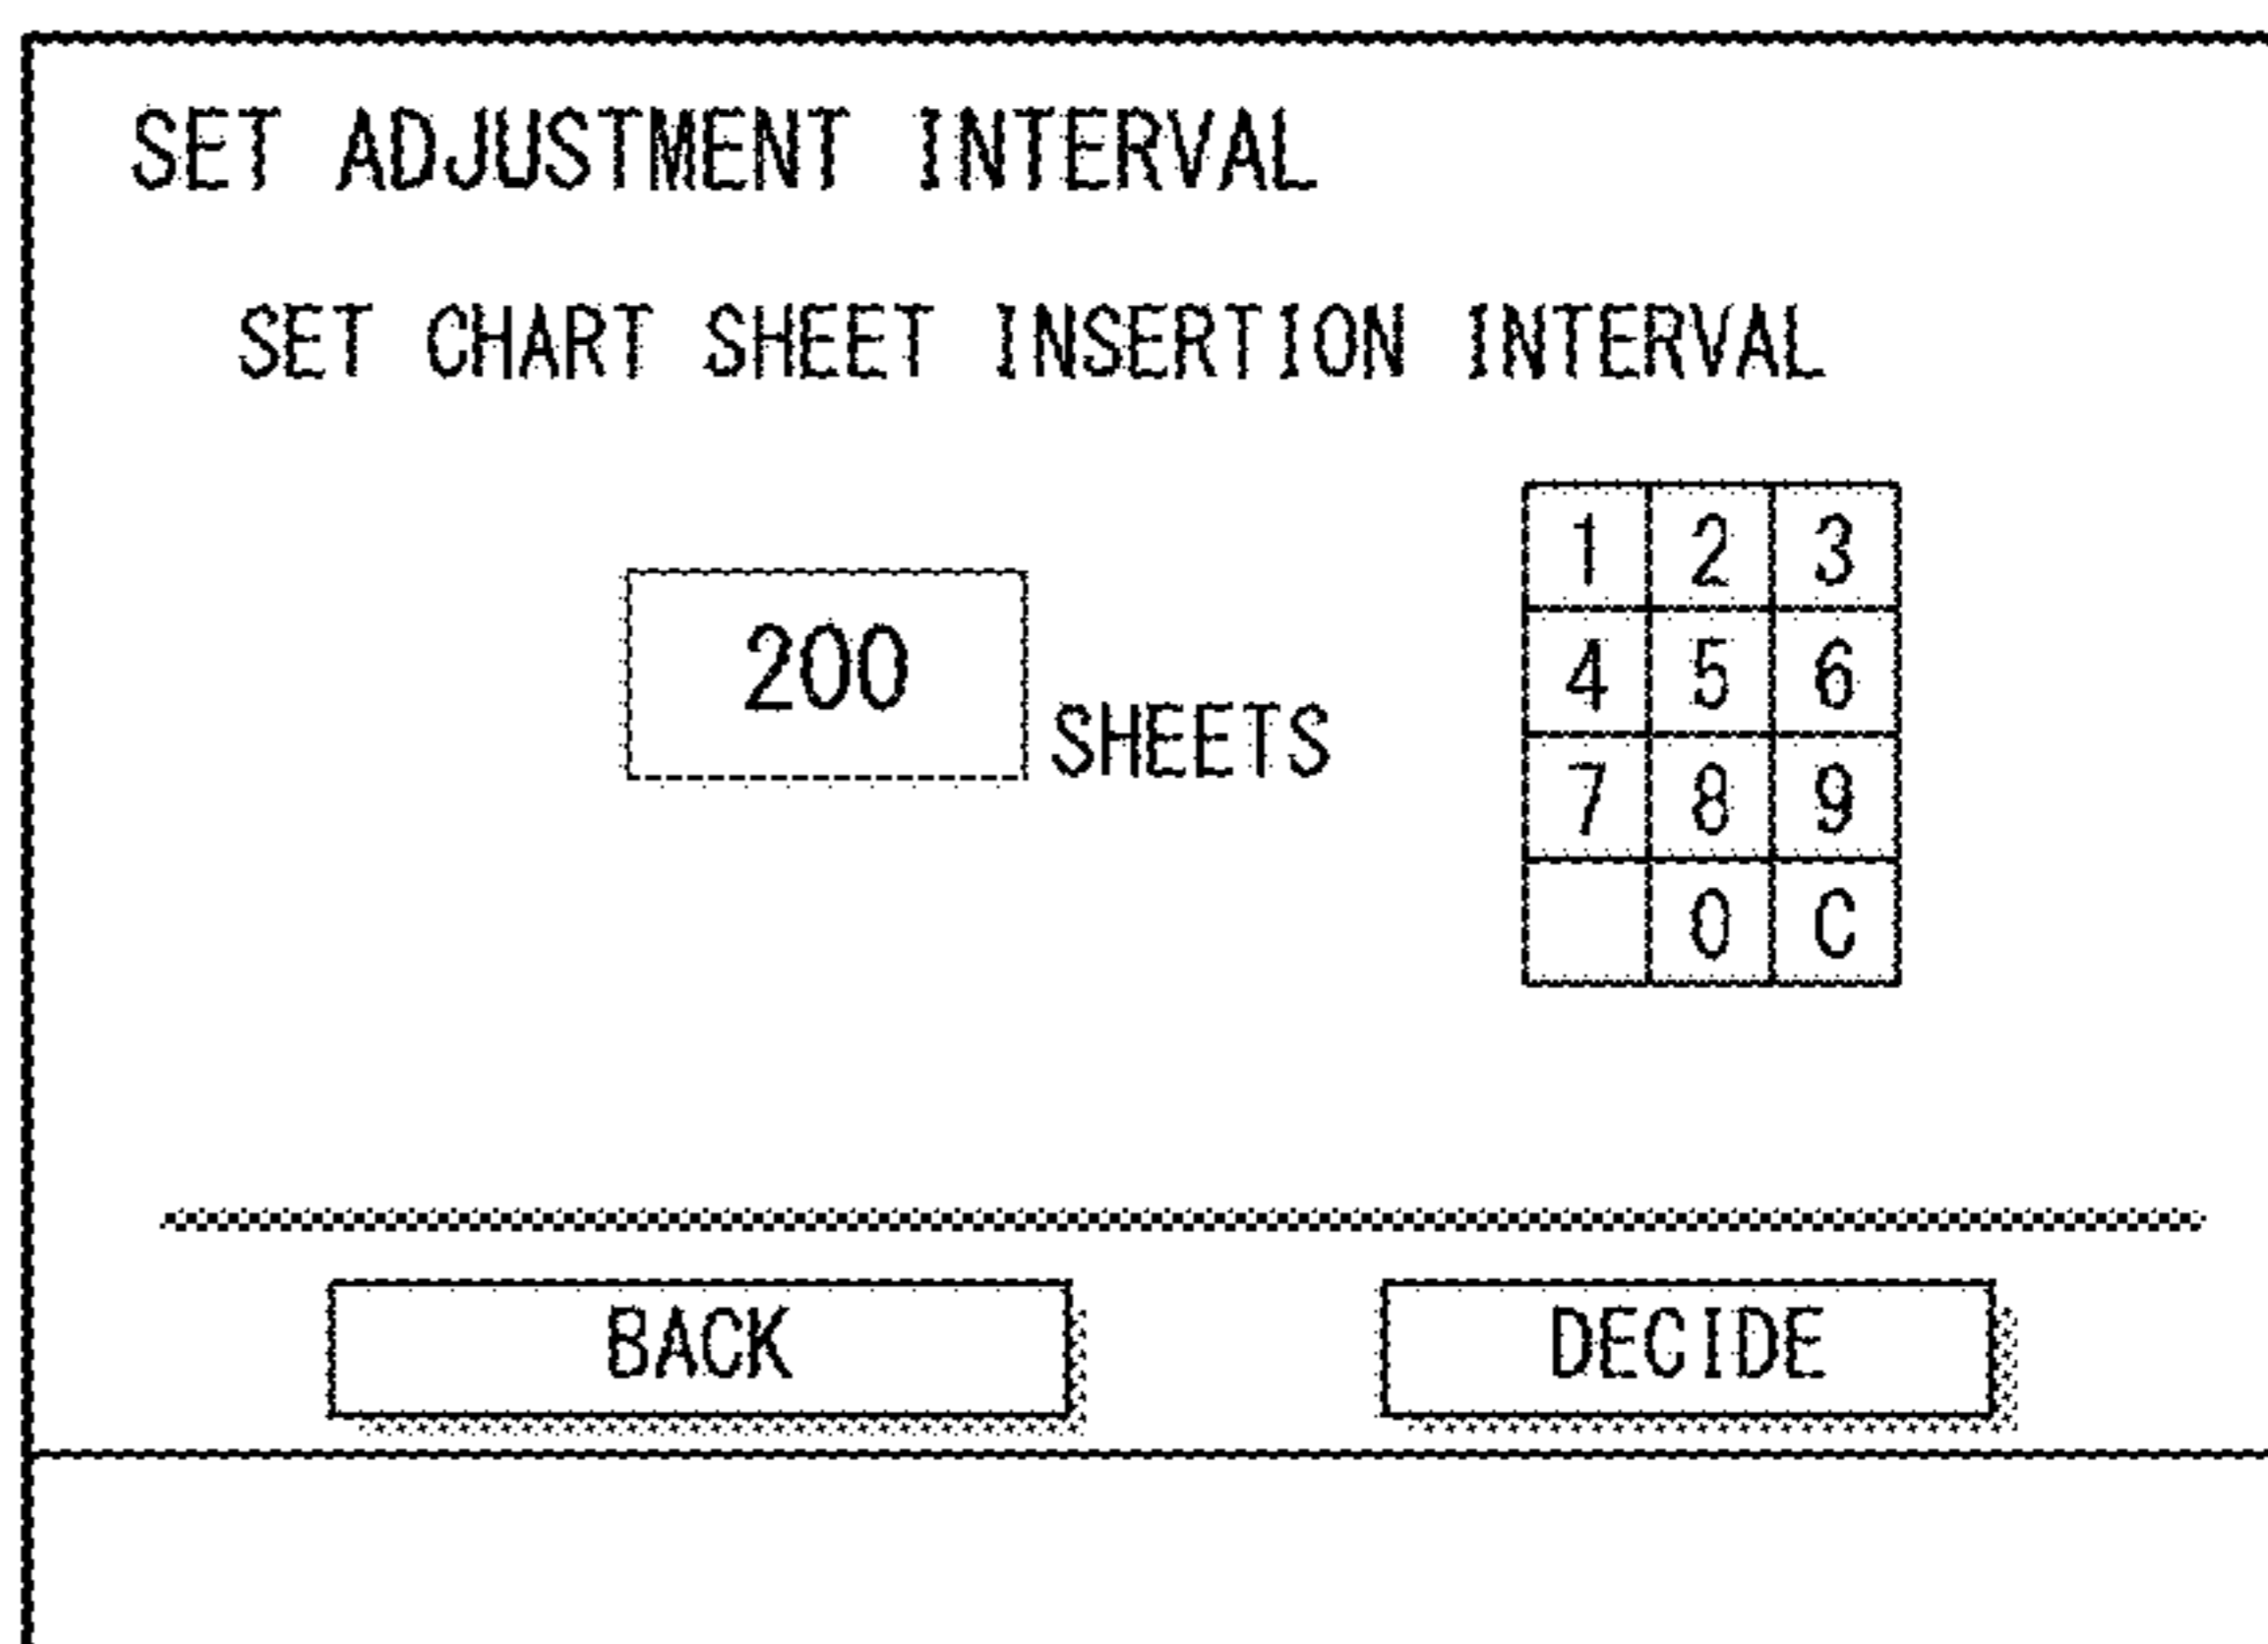 SET ADJUSTMENT INTERVAL
SET CHART SHEET INSERTION INTERVAL
200 SHEETS
1 2 3
4 5 6
7 8 9
0 C
BACK DECIDE